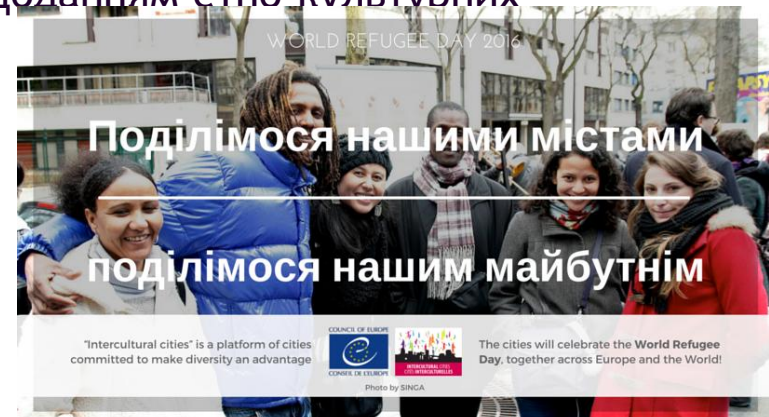 WORLD REFUGEE DAY 2016
Поділімося нашими містами
поділімося нашим майбутнім
"Intercultural cities" is a platform of cities
committed to make diversity an advantage
COUNCIL OF EUROPE
CONSEIL DE L'EUROPE
INTERCULTURAL CITIES
CITÉS INTERCULTURELLES
The cities will celebrate the World Refugee
Day, together across Europe and the World!
Photo by SINGA